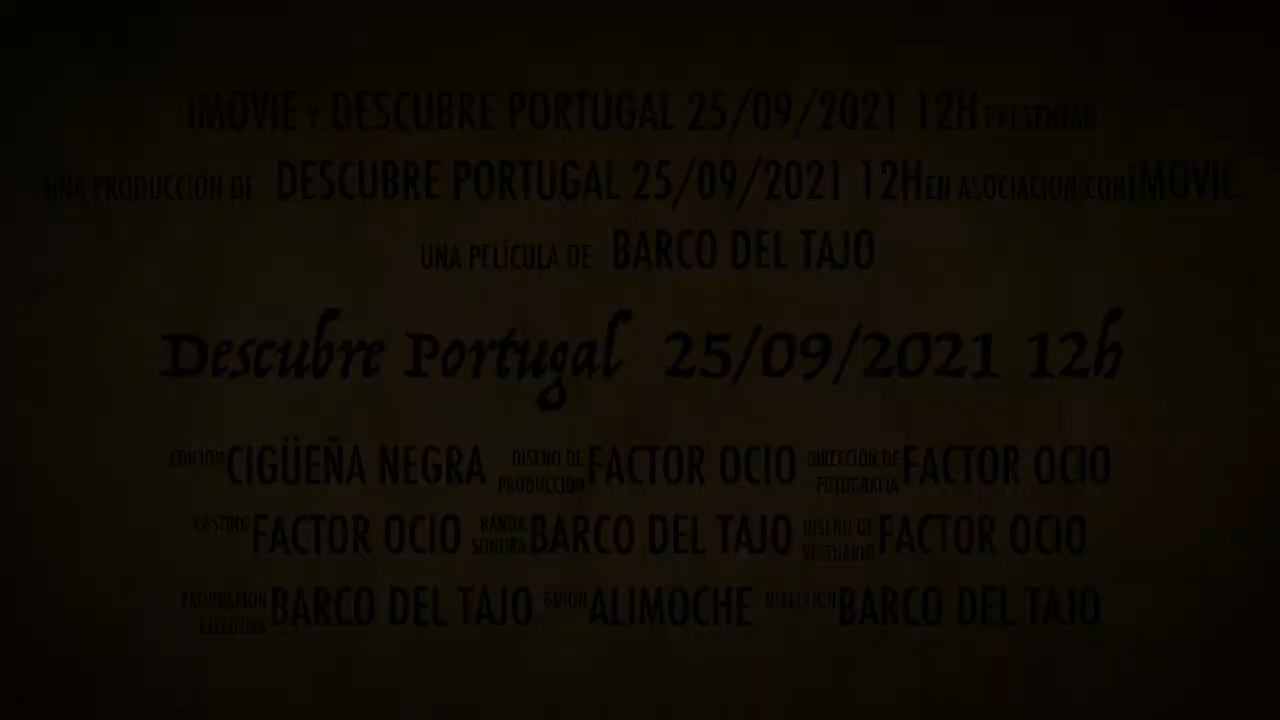 iMOVIE Y DESCUBRE PORTUGAL 25/09/2021 12H PRESENTAN
UNA PRODUCCIÓN DE DESCUBRE PORTUGAL 25/09/2021 12H EN ASOCIACIÓN CON iMOVIE
UNA PELÍCULA DE BARCO DEL TAJO
Descubre Portugal 25/09/2021 12h
EDICIÓN CIGÜEÑA NEGRA DISEÑO DE PRODUCCIÓN FACTOR OCIO DIRECCIÓN DE FOTOGRAFÍA FACTOR OCIO
CASTING FACTOR OCIO BANDA SONORA BARCO DEL TAJO DISEÑO DE VESTUARIO FACTOR OCIO
PRODUCCIÓN EJECUTIVA BARCO DEL TAJO GUIÓN ALIMOCHE DIRECCIÓN BARCO DEL TAJO